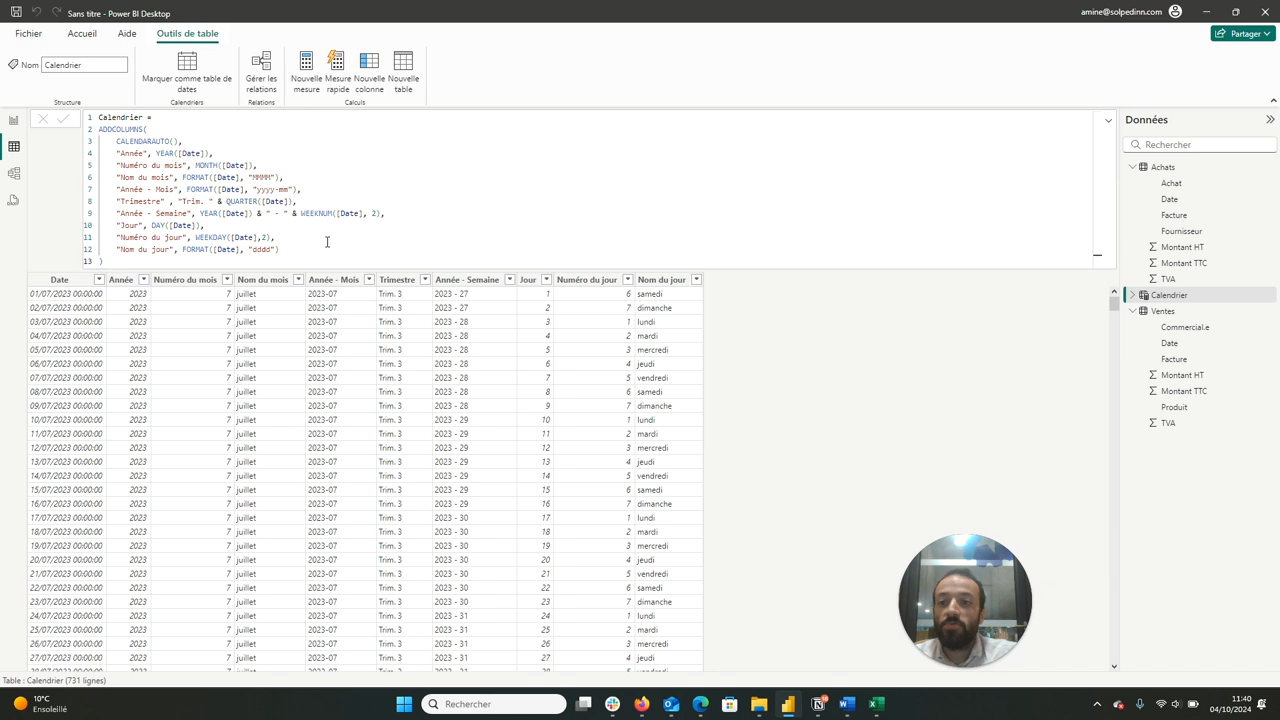 Sans titre - Power BI Desktop
amine@solpedinn.com
Fichier Accueil Aide Outils de table
Partager
Nom Calendrier
Marquer comme table de dates
Gérer les relations
Nouvelle mesure
Mesure rapide
Nouvelle colonne
Nouvelle table
Structure Calendriers Relations Calculs
1 Calendrier =
2 ADDCOLUMNS(
3 CALENDARAUTO(),
4 "Année", YEAR([Date]),
5 "Numéro du mois", MONTH([Date]),
6 "Nom du mois", FORMAT([Date], "MMMM"),
7 "Année - Mois", FORMAT([Date], "yyyy-mm"),
8 "Trimestre" , "Trim. " & QUARTER([Date]),
9 "Année - Semaine", YEAR([Date]) & " - " & WEEKNUM([Date], 2),
10 "Jour", DAY([Date]),
11 "Numéro du jour", WEEKDAY([Date],2),
12 "Nom du jour", FORMAT([Date], "dddd")
13 )
Date Année Numéro du mois Nom du mois Année - Mois Trimestre Année - Semaine Jour Numéro du jour Nom du jour
01/07/2023 00:00:00 2023 7 juillet 2023-07 Trim. 3 2023 - 27 1 6 samedi
02/07/2023 00:00:00 2023 7 juillet 2023-07 Trim. 3 2023 - 27 2 7 dimanche
03/07/2023 00:00:00 2023 7 juillet 2023-07 Trim. 3 2023 - 28 3 1 lundi
04/07/2023 00:00:00 2023 7 juillet 2023-07 Trim. 3 2023 - 28 4 2 mardi
05/07/2023 00:00:00 2023 7 juillet 2023-07 Trim. 3 2023 - 28 5 3 mercredi
06/07/2023 00:00:00 2023 7 juillet 2023-07 Trim. 3 2023 - 28 6 4 jeudi
07/07/2023 00:00:00 2023 7 juillet 2023-07 Trim. 3 2023 - 28 7 5 vendredi
08/07/2023 00:00:00 2023 7 juillet 2023-07 Trim. 3 2023 - 28 8 6 samedi
09/07/2023 00:00:00 2023 7 juillet 2023-07 Trim. 3 2023 - 28 9 7 dimanche
10/07/2023 00:00:00 2023 7 juillet 2023-07 Trim. 3 2023 - 29 10 1 lundi
11/07/2023 00:00:00 2023 7 juillet 2023-07 Trim. 3 2023 - 29 11 2 mardi
12/07/2023 00:00:00 2023 7 juillet 2023-07 Trim. 3 2023 - 29 12 3 mercredi
13/07/2023 00:00:00 2023 7 juillet 2023-07 Trim. 3 2023 - 29 13 4 jeudi
14/07/2023 00:00:00 2023 7 juillet 2023-07 Trim. 3 2023 - 29 14 5 vendredi
15/07/2023 00:00:00 2023 7 juillet 2023-07 Trim. 3 2023 - 29 15 6 samedi
16/07/2023 00:00:00 2023 7 juillet 2023-07 Trim. 3 2023 - 29 16 7 dimanche
17/07/2023 00:00:00 2023 7 juillet 2023-07 Trim. 3 2023 - 30 17 1 lundi
18/07/2023 00:00:00 2023 7 juillet 2023-07 Trim. 3 2023 - 30 18 2 mardi
19/07/2023 00:00:00 2023 7 juillet 2023-07 Trim. 3 2023 - 30 19 3 mercredi
20/07/2023 00:00:00 2023 7 juillet 2023-07 Trim. 3 2023 - 30 20 4 jeudi
21/07/2023 00:00:00 2023 7 juillet 2023-07 Trim. 3 2023 - 30 21 5 vendredi
22/07/2023 00:00:00 2023 7 juillet 2023-07 Trim. 3 2023 - 30 22 6 samedi
23/07/2023 00:00:00 2023 7 juillet 2023-07 Trim. 3 2023 - 30 23 7 dimanche
24/07/2023 00:00:00 2023 7 juillet 2023-07 Trim. 3 2023 - 31 24 1 lundi
25/07/2023 00:00:00 2023 7 juillet 2023-07 Trim. 3 2023 - 31 25 2 mardi
26/07/2023 00:00:00 2023 7 juillet 2023-07 Trim. 3 2023 - 31 26 3 mercredi
27/07/2023 00:00:00 2023 7 juillet 2023-07 Trim. 3 2023 - 31 27 4 jeudi
Table : Calendrier (731 lignes)
Données
Rechercher
Achats
Achat
Date
Facture
Fournisseur
Montant HT
Montant TTC
TVA
Calendrier
Ventes
Commercial.e
Date
Facture
Montant HT
Montant TTC
Produit
TVA
10°C
Ensoleillé
Rechercher
11:40
04/10/2024